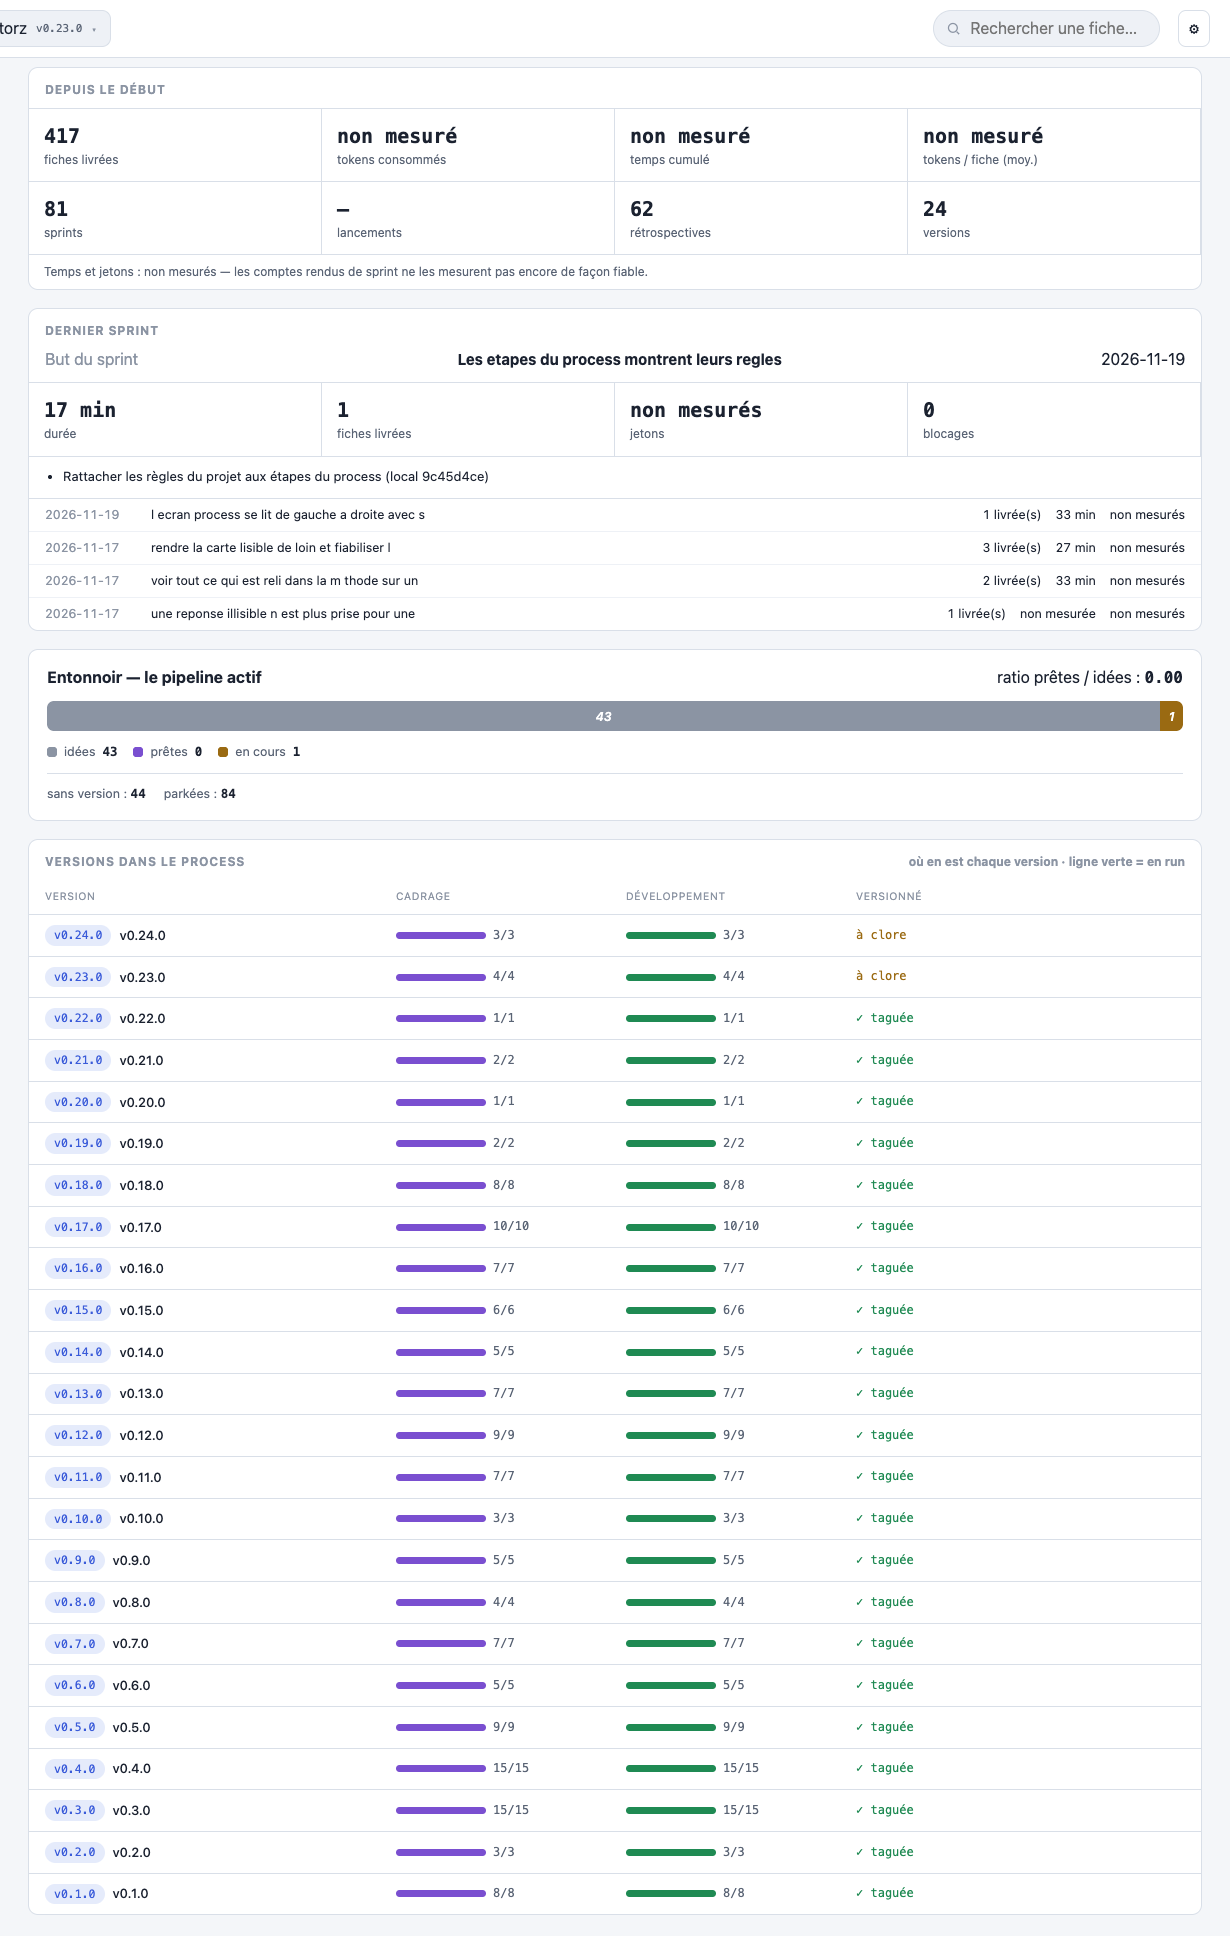 torz v0.23.0
Rechercher une fiche...
DEPUIS LE DÉBUT
417 non mesuré non mesuré non mesuré
fiches livrées tokens consommés temps cumulé tokens / fiche (moy.)
81 — 62 24
sprints lancements rétrospectives versions
Temps et jetons : non mesurés — les comptes rendus de sprint ne les mesurent pas encore de façon fiable.
DERNIER SPRINT
But du sprint Les etapes du process montrent leurs regles 2026-11-19
17 min 1 non mesurés 0
durée fiches livrées jetons blocages
• Rattacher les règles du projet aux étapes du process (local 9c45d4ce)
2026-11-19 l ecran process se lit de gauche a droite avec s 1 livrée(s) 33 min non mesurés
2026-11-17 rendre la carte lisible de loin et fiabiliser l 3 livrée(s) 27 min non mesurés
2026-11-17 voir tout ce qui est reli dans la m thode sur un 2 livrée(s) 33 min non mesurés
2026-11-17 une reponse illisible n est plus prise pour une 1 livrée(s) non mesurée non mesurés
Entonnoir — le pipeline actif ratio prêtes / idées : 0.00
43 1
idées 43 prêtes 0 en cours 1
sans version : 44 parkées : 84
VERSIONS DANS LE PROCESS où en est chaque version · ligne verte = en run
VERSION CADRAGE DÉVELOPPEMENT VERSIONNÉ
v0.24.0 v0.24.0 3/3 3/3 à clore
v0.23.0 v0.23.0 4/4 4/4 à clore
v0.22.0 v0.22.0 1/1 1/1 ✓ taguée
v0.21.0 v0.21.0 2/2 2/2 ✓ taguée
v0.20.0 v0.20.0 1/1 1/1 ✓ taguée
v0.19.0 v0.19.0 2/2 2/2 ✓ taguée
v0.18.0 v0.18.0 8/8 8/8 ✓ taguée
v0.17.0 v0.17.0 10/10 10/10 ✓ taguée
v0.16.0 v0.16.0 7/7 7/7 ✓ taguée
v0.15.0 v0.15.0 6/6 6/6 ✓ taguée
v0.14.0 v0.14.0 5/5 5/5 ✓ taguée
v0.13.0 v0.13.0 7/7 7/7 ✓ taguée
v0.12.0 v0.12.0 9/9 9/9 ✓ taguée
v0.11.0 v0.11.0 7/7 7/7 ✓ taguée
v0.10.0 v0.10.0 3/3 3/3 ✓ taguée
v0.9.0 v0.9.0 5/5 5/5 ✓ taguée
v0.8.0 v0.8.0 4/4 4/4 ✓ taguée
v0.7.0 v0.7.0 7/7 7/7 ✓ taguée
v0.6.0 v0.6.0 5/5 5/5 ✓ taguée
v0.5.0 v0.5.0 9/9 9/9 ✓ taguée
v0.4.0 v0.4.0 15/15 15/15 ✓ taguée
v0.3.0 v0.3.0 15/15 15/15 ✓ taguée
v0.2.0 v0.2.0 3/3 3/3 ✓ taguée
v0.1.0 v0.1.0 8/8 8/8 ✓ taguée